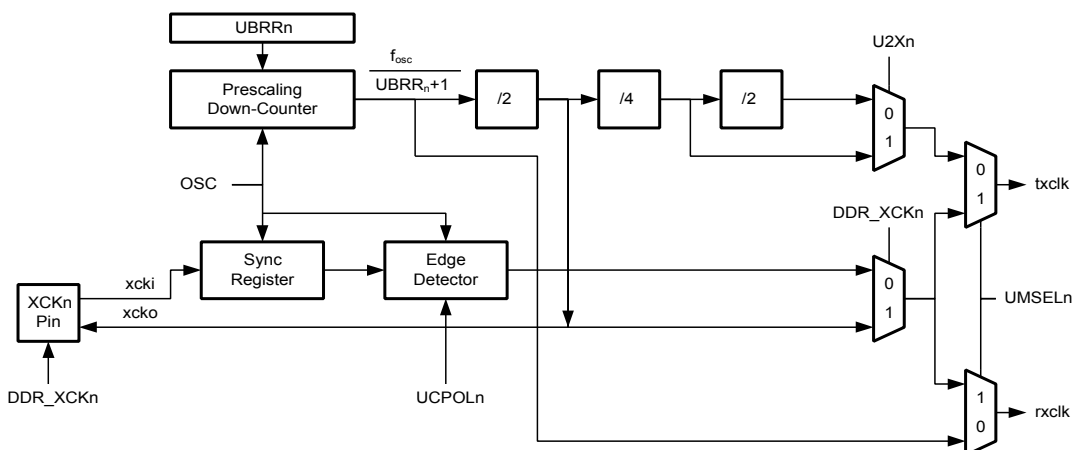 UBRRn
U2Xn
fosc
UBRRn+1
Prescaling
Down-Counter
/2
/4
/2
0
1
OSC
0
1
txclk
DDR_XCKn
Sync
Register
Edge
Detector
xcki
0
1
XCKn
Pin
xcko
UMSELn
DDR_XCKn
UCPOLn
1
0
rxclk